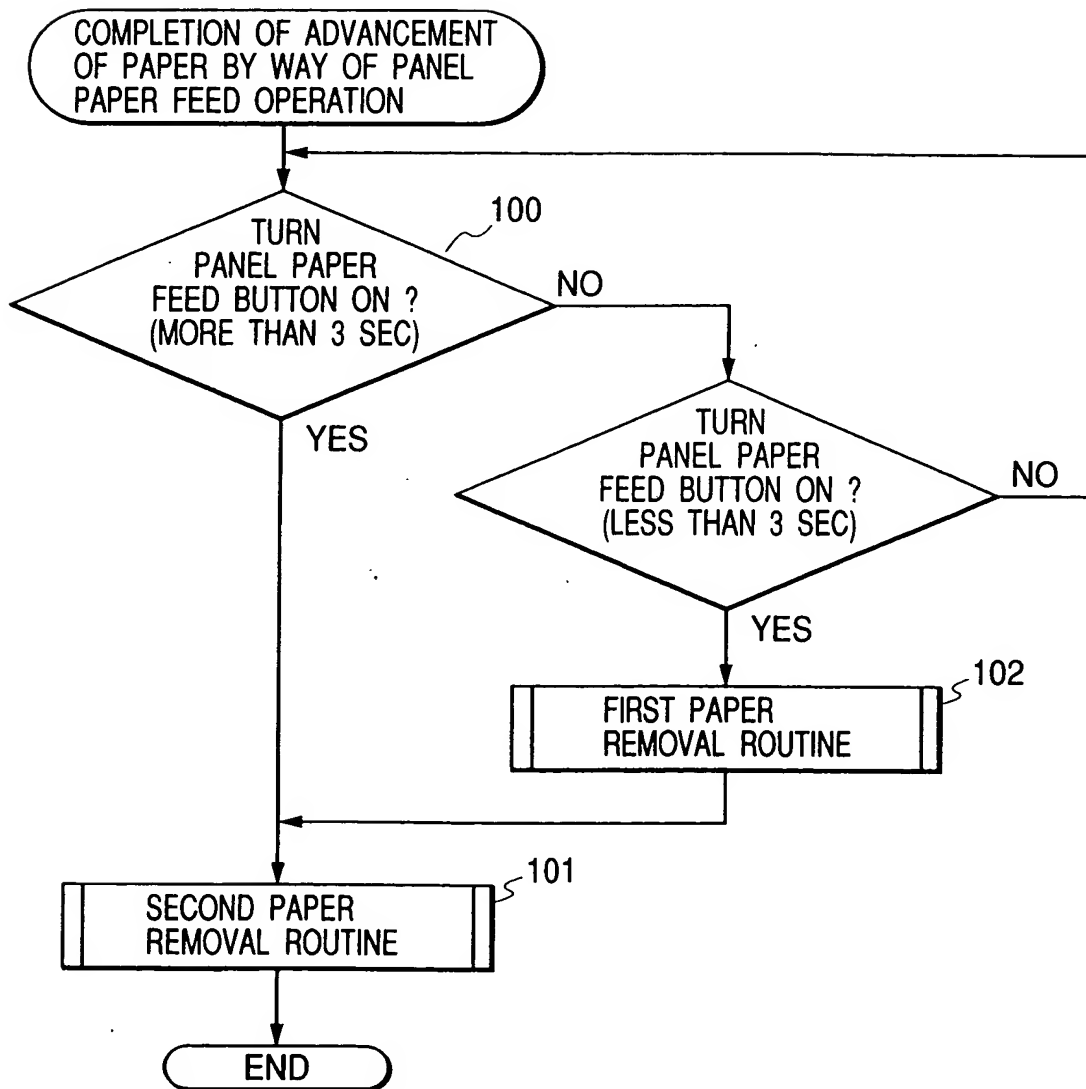 COMPLETION OF ADVANCEMENT
OF PAPER BY WAY OF PANEL
PAPER FEED OPERATION
100
TURN
PANEL PAPER
FEED BUTTON ON ?
(MORE THAN 3 SEC)
NO
YES
TURN
PANEL PAPER
FEED BUTTON ON ?
(LESS THAN 3 SEC)
NO
YES
102
FIRST PAPER
REMOVAL ROUTINE
101
SECOND PAPER
REMOVAL ROUTINE
END